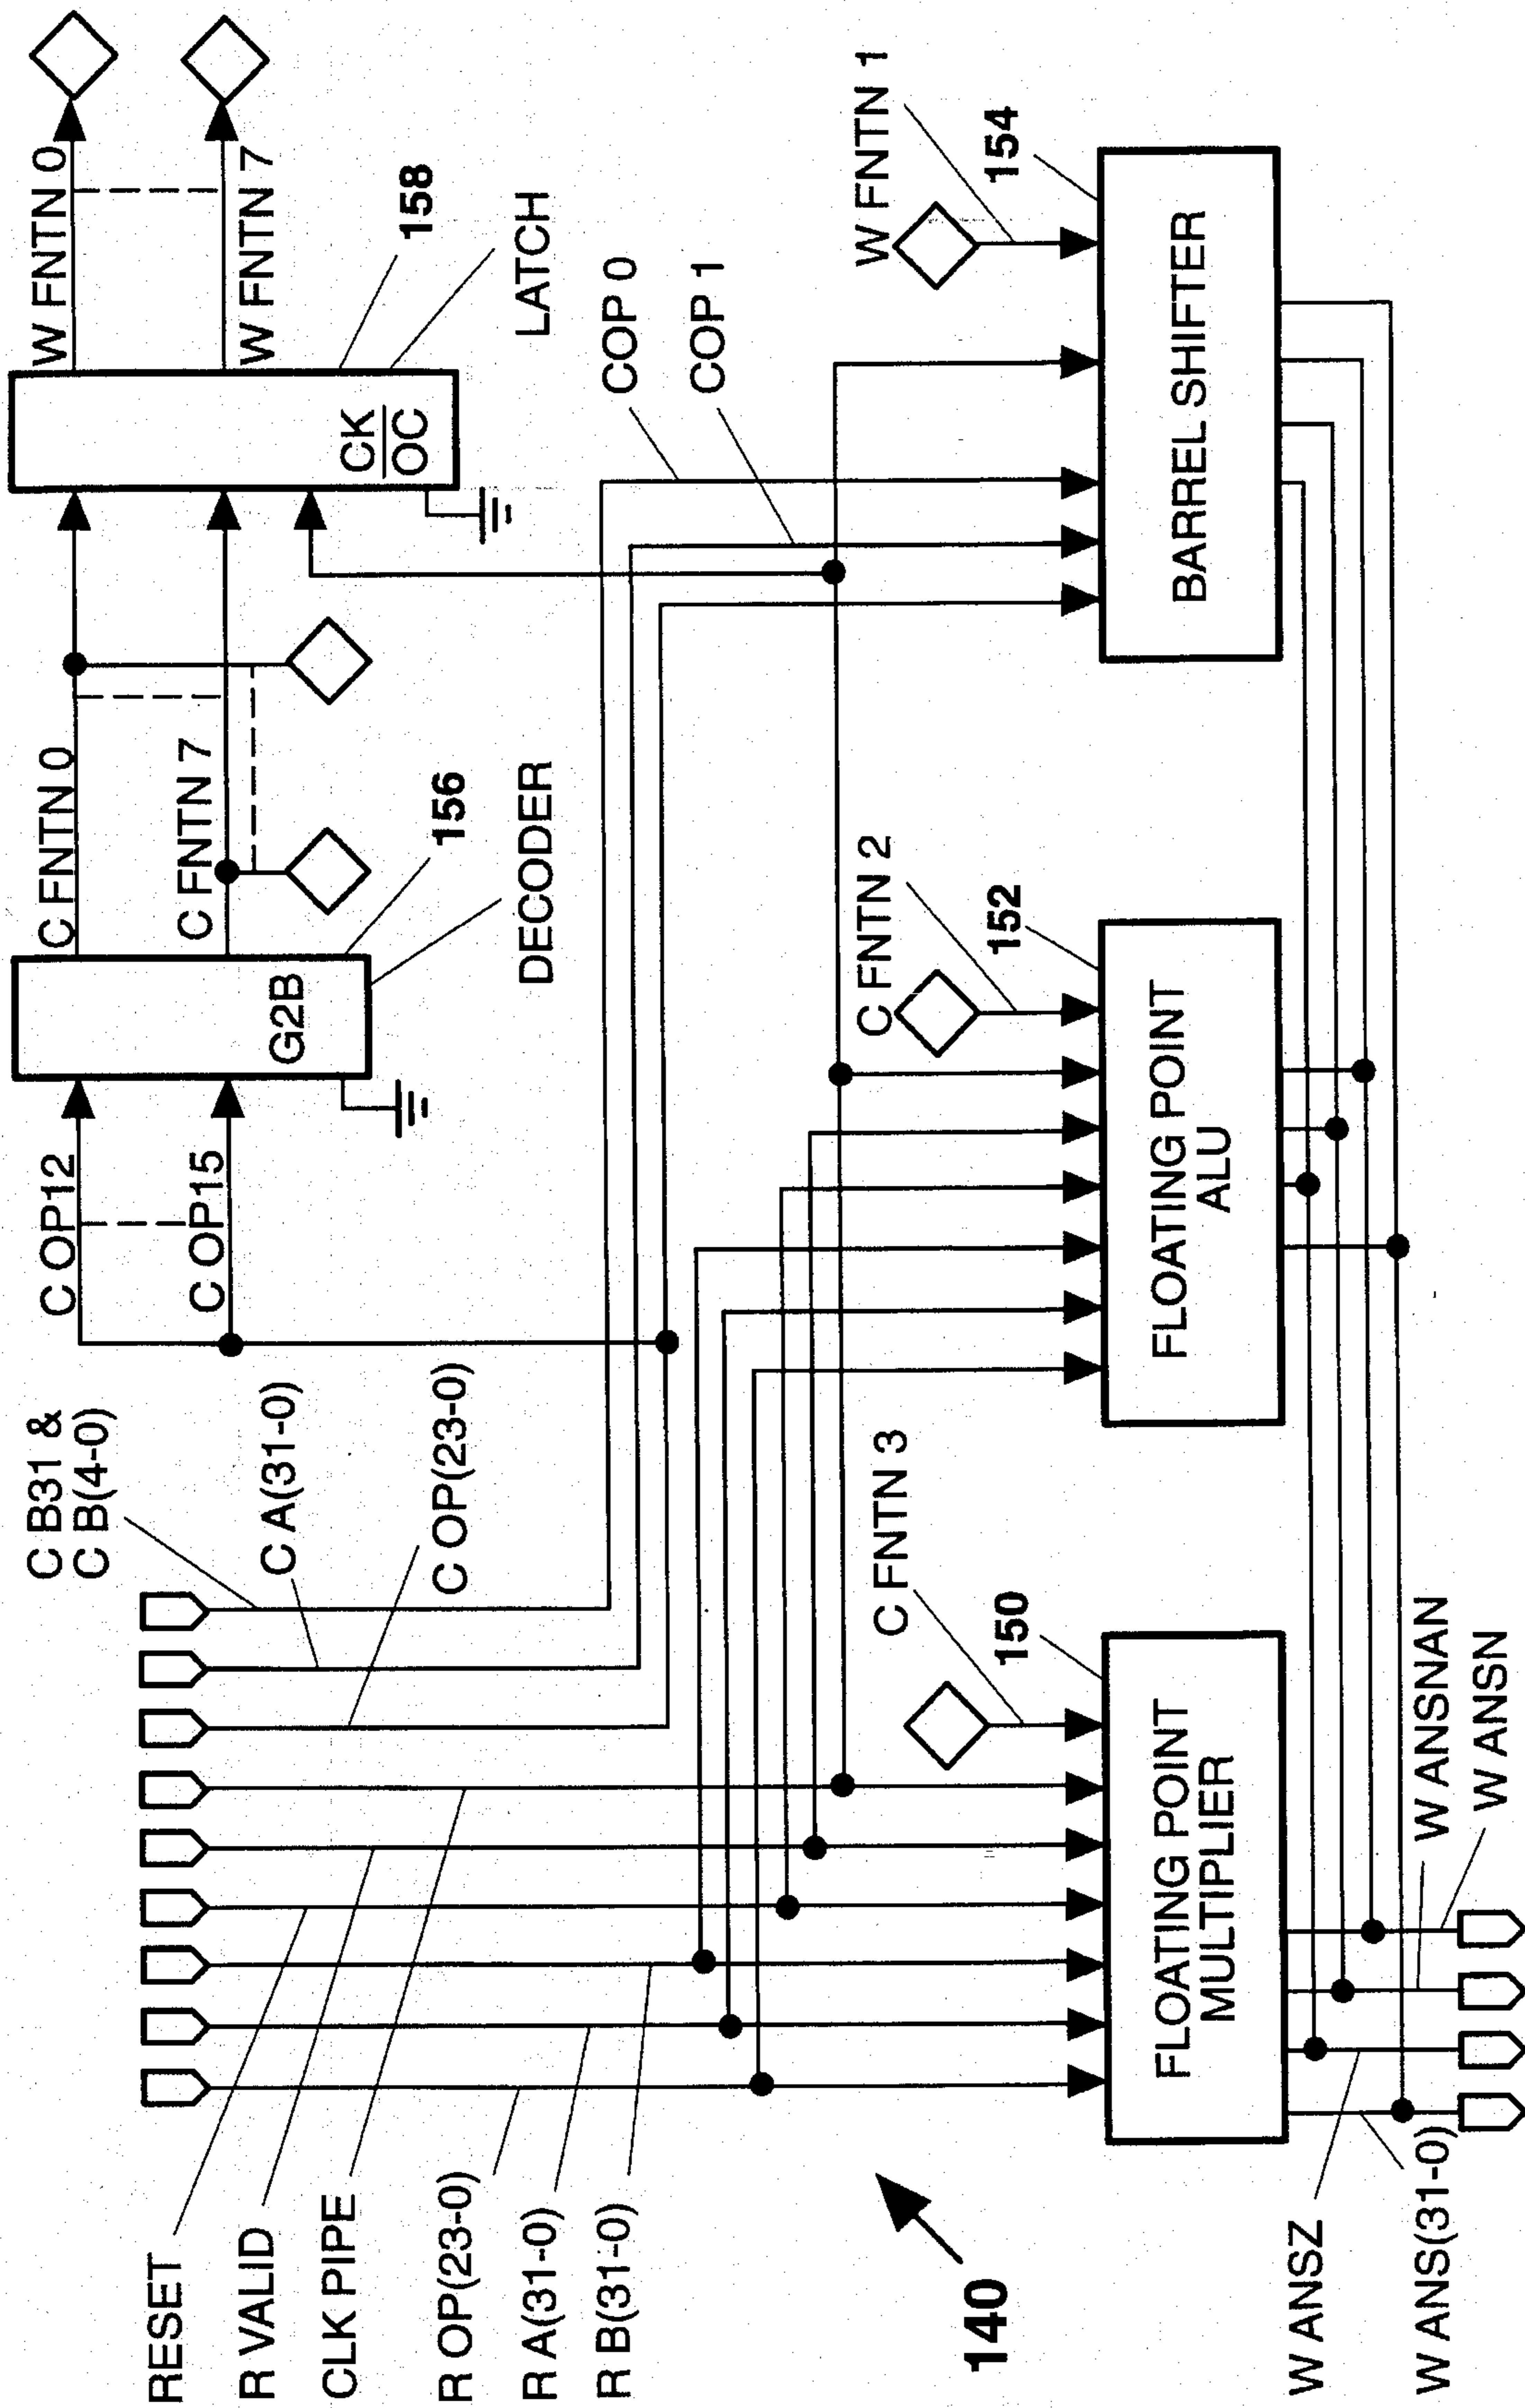 RESET
R VALID
CLK PIPE
R OP(23-0)
R A(31-0)
R B(31-0)
C B31 &
C B(4-0)
C A(31-0)
C OP(23-0)
C OP12
C OP15
G2B
156
DECODER
C FNTN 0
C FNTN 7
CK
OC
158
LATCH
W FNTN 0
W FNTN 7
COP 0
COP 1
C FNTN 3
150
FLOATING POINT
MULTIPLIER
C FNTN 2
152
FLOATING POINT
ALU
W FNTN 1
154
BARREL SHIFTER
140
W ANSZ
W ANS(31-0)
W ANSNAN
W ANSN